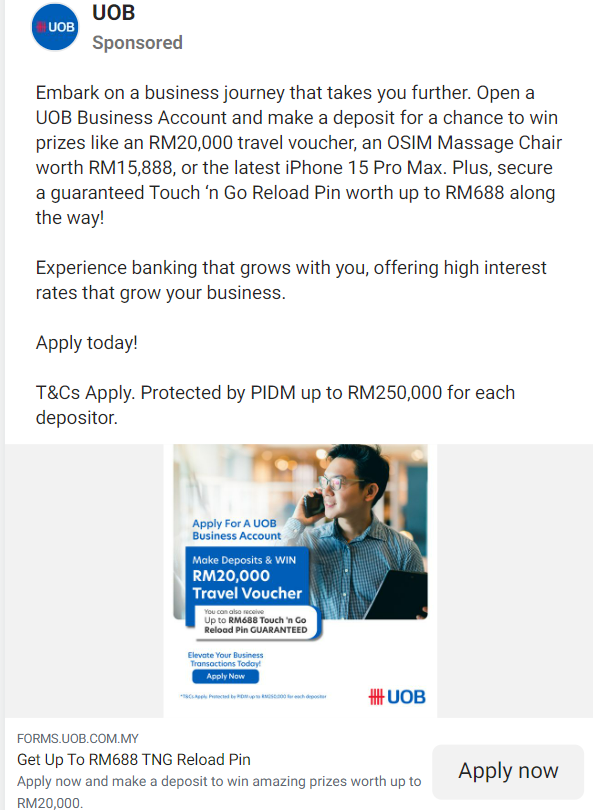 UOB
UOB
Sponsored
Embark on a business journey that takes you further. Open a
UOB Business Account and make a deposit for a chance to win
prizes like an RM20,000 travel voucher, an OSIM Massage Chair
worth RM15,888, or the latest iPhone 15 Pro Max. Plus, secure
a guaranteed Touch ‘n Go Reload Pin worth up to RM688 along
the way!
Experience banking that grows with you, offering high interest
rates that grow your business.
Apply today!
T&Cs Apply. Protected by PIDM up to RM250,000 for each
depositor.
Apply For A UOB
Business Account
Make Deposits & WIN
RM20,000
Travel Voucher
You can also receive
Up to RM688 Touch 'n Go
Reload Pin GUARANTEED
Elevate Your Business
Transactions Today!
Apply Now
*T&Cs Apply. Protected by PIDM up to RM250,000 for each depositor
UOB
FORMS.UOB.COM.MY
Get Up To RM688 TNG Reload Pin
Apply now and make a deposit to win amazing prizes worth up to
RM20,000.
Apply now